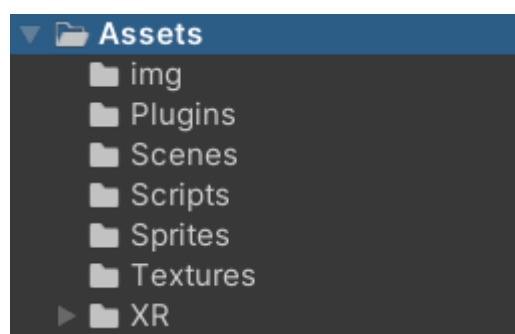 Assets
img
Plugins
Scenes
Scripts
Sprites
Textures
XR